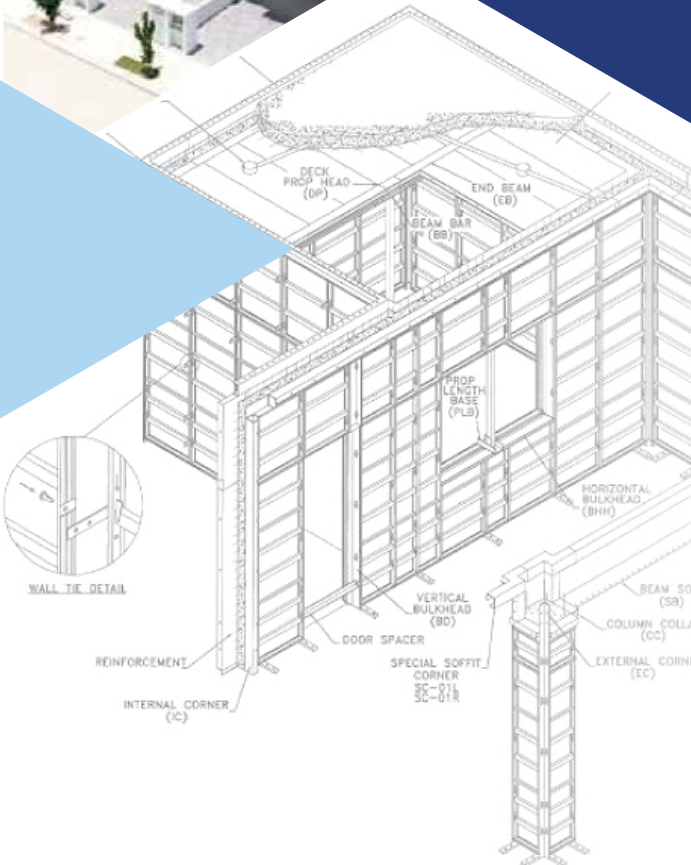 DECK
PROP HEAD
(DP)
END BEAM
(EB)
BEAM BAR
(BB)
PROP
LENGTH
BASE
(PLB)
HORIZONTAL
BULKHEAD
(BHH)
WALL TIE DETAIL
BEAM SO
(SB)
VERTICAL
BULKHEAD
(BD)
COLUMN COLLA
(CC)
DOOR SPACER
REINFORCEMENT
SPECIAL SOFFIT
CORNER
SC-01L
SC-01R
EXTERNAL CORNE
(EC)
INTERNAL CORNER
(IC)